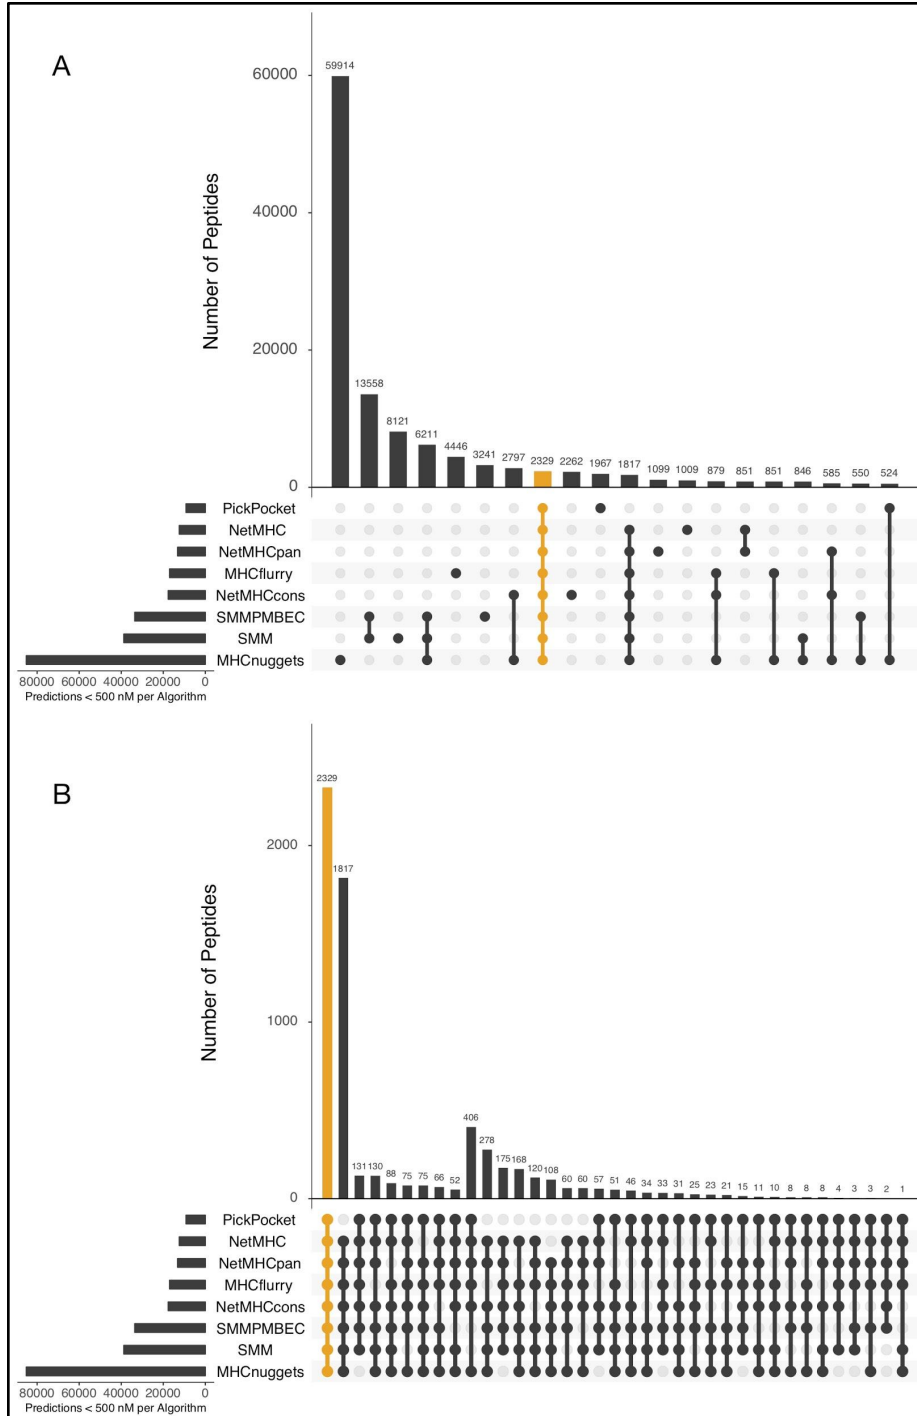 A
Number of Peptides
60000
40000
20000
0
59914
13558
8121
6211
4446
3241
2797
2329
2262
1967
1817
1099
1009
879
851
851
846
585
550
524
PickPocket
NetMHC
NetMHCpan
MHCflurry
NetMHCcons
SMMPMBEC
SMM
MHCnuggets
80000 60000 40000 20000 0
Predictions < 500 nM per Algorithm
B
Number of Peptides
2000
1000
0
2329
1817
131
130
88
75
75
66
52
406
278
175
168
120
108
60
60
57
51
46
34
33
31
25
23
21
15
11
10
8
8
8
4
3
3
2
1
PickPocket
NetMHC
NetMHCpan
MHCflurry
NetMHCcons
SMMPMBEC
SMM
MHCnuggets
80000 60000 40000 20000 0
Predictions < 500 nM per Algorithm